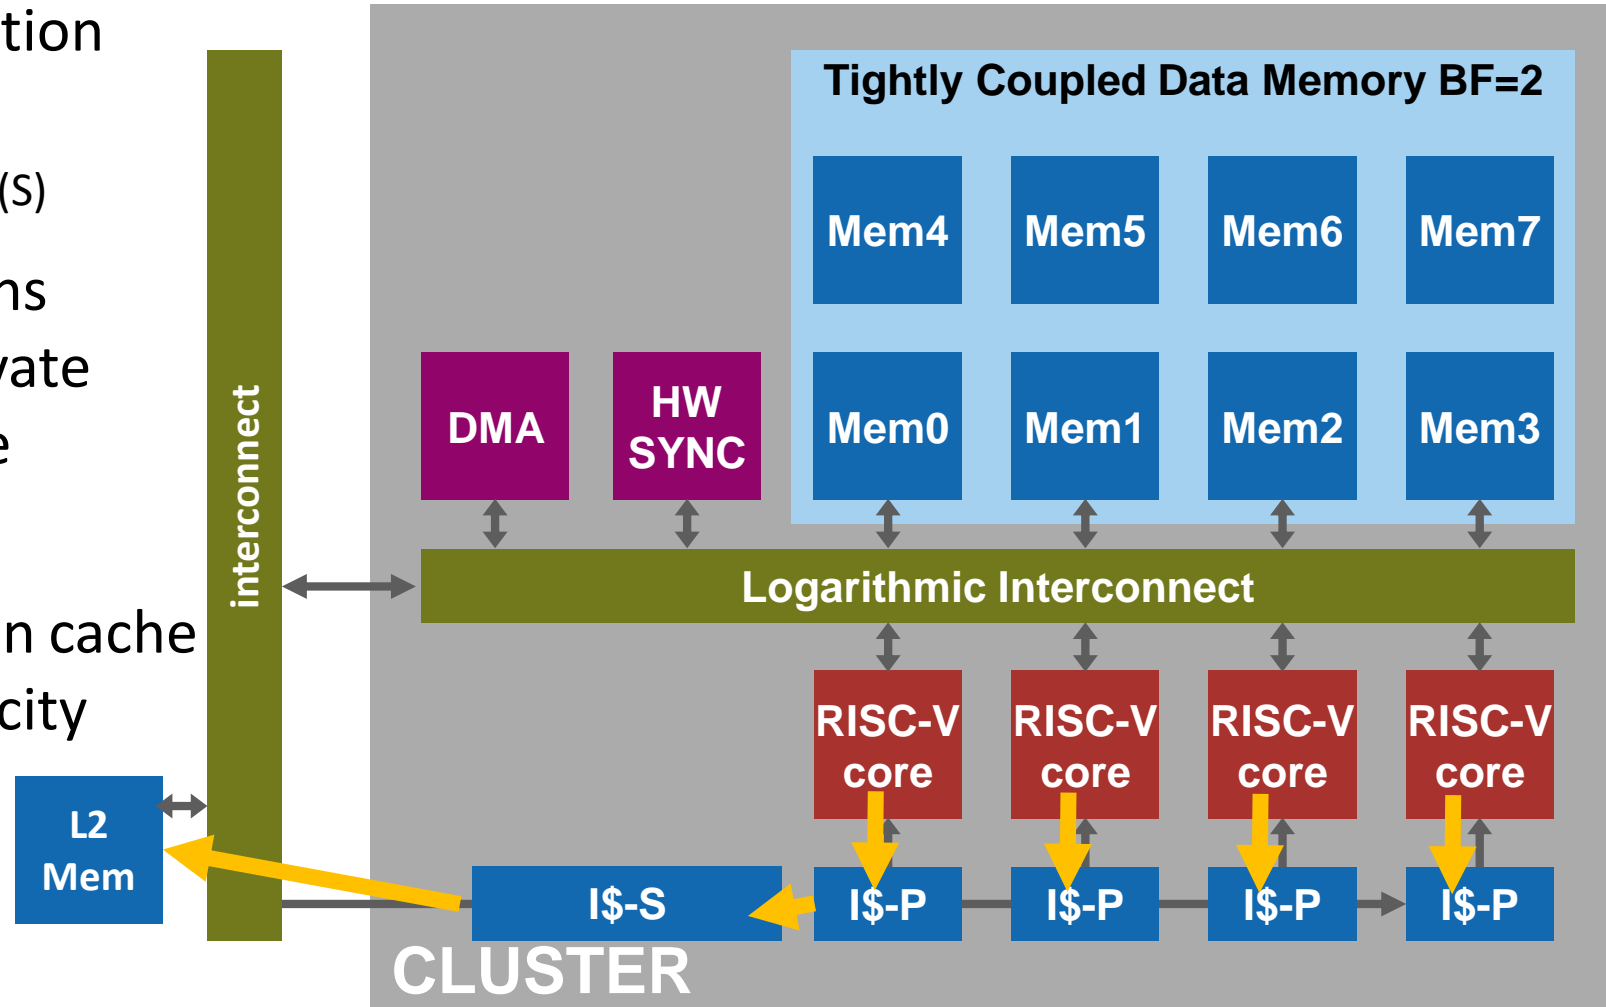 tion
(S)
ns
vate
e
n cache
city
interconnect
L2
Mem
Tightly Coupled Data Memory BF=2
Mem4 Mem5 Mem6 Mem7
DMA
HW
SYNC
Mem0 Mem1 Mem2 Mem3
Logarithmic Interconnect
RISC-V
core
RISC-V
core
RISC-V
core
RISC-V
core
I$-S I$-P I$-P I$-P I$-P
CLUSTER